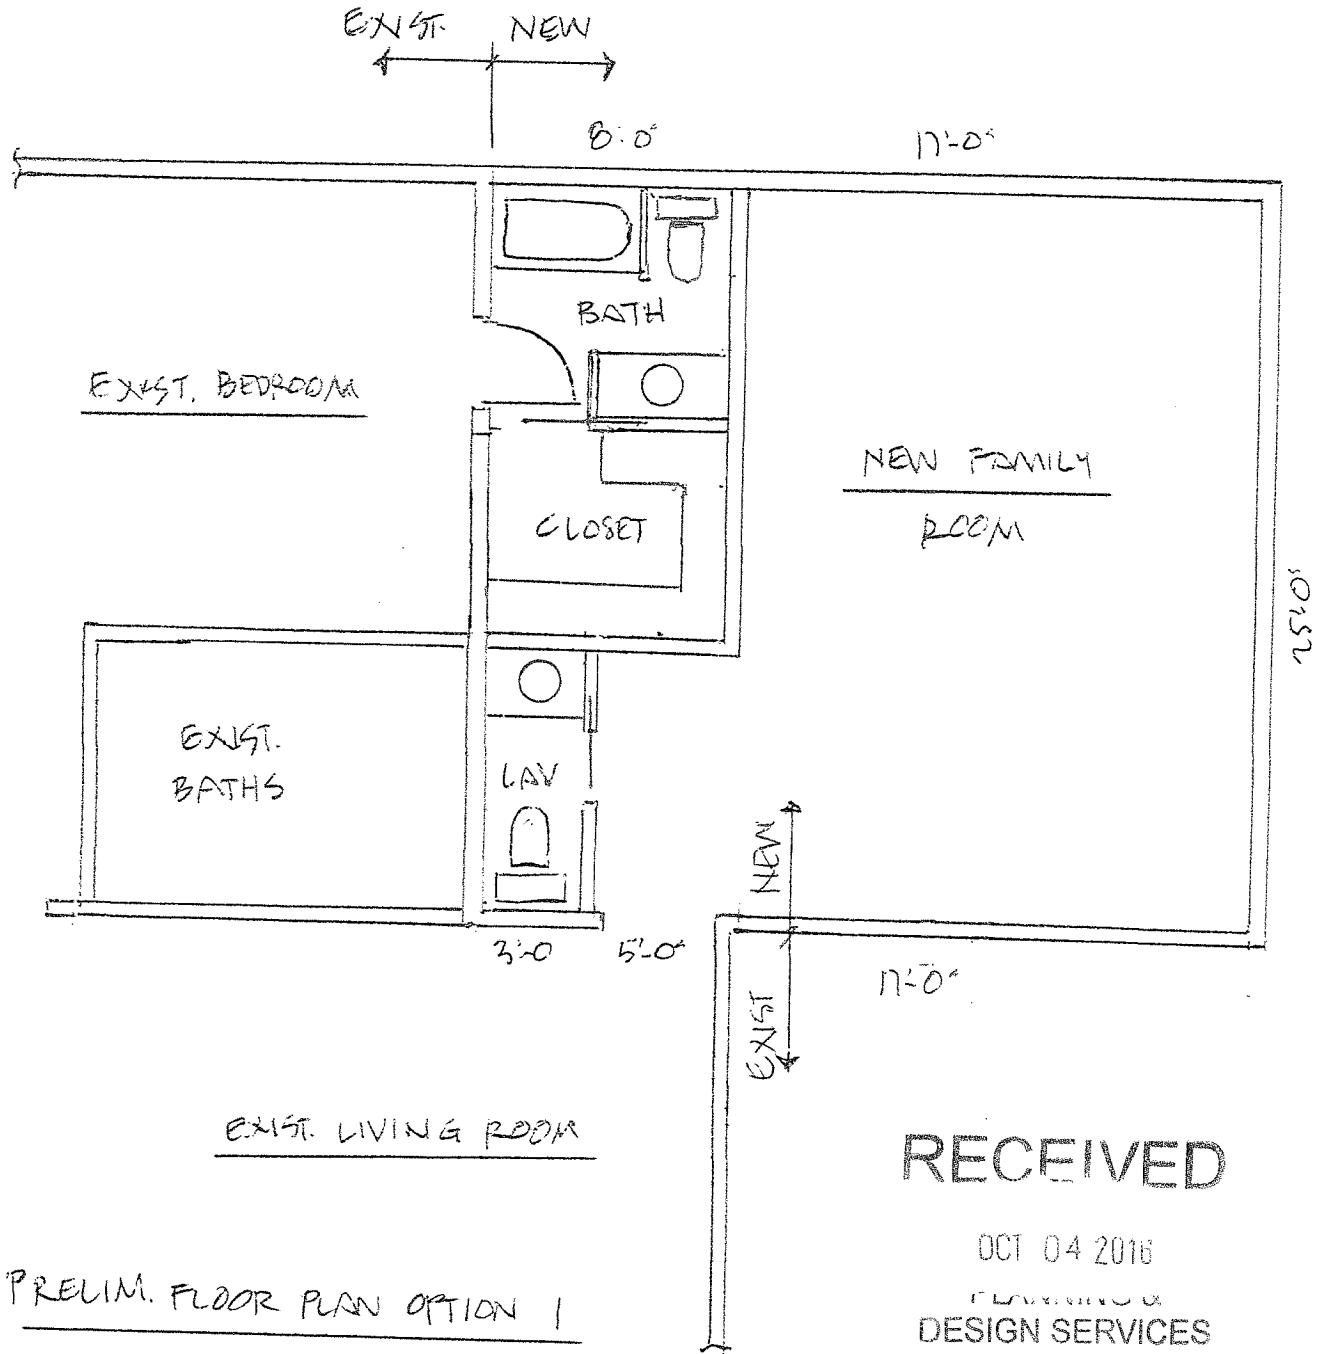 EXIST. NEW
8'-0" 17'-0"
BATH
EXIST. BEDROOM
NEW FAMILY
ROOM
CLOSET
25'-0"
EXIST.
BATHS
LAV
NEW
3'-0 5'-0"
17'-0"
EXIST
EXIST. LIVING ROOM
RECEIVED
OCT 04 2016
PLANNING &
DESIGN SERVICES
PRELIM. FLOOR PLAN OPTION 1